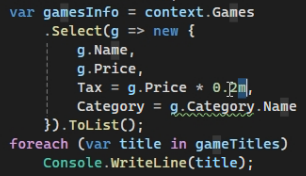 var gamesInfo = context.Games
.Select(g => new {
g.Name,
g.Price,
Tax = g.Price * 0.2m,
Category = g.Category.Name
}).ToList();
foreach (var title in gameTitles)
Console.WriteLine(title);